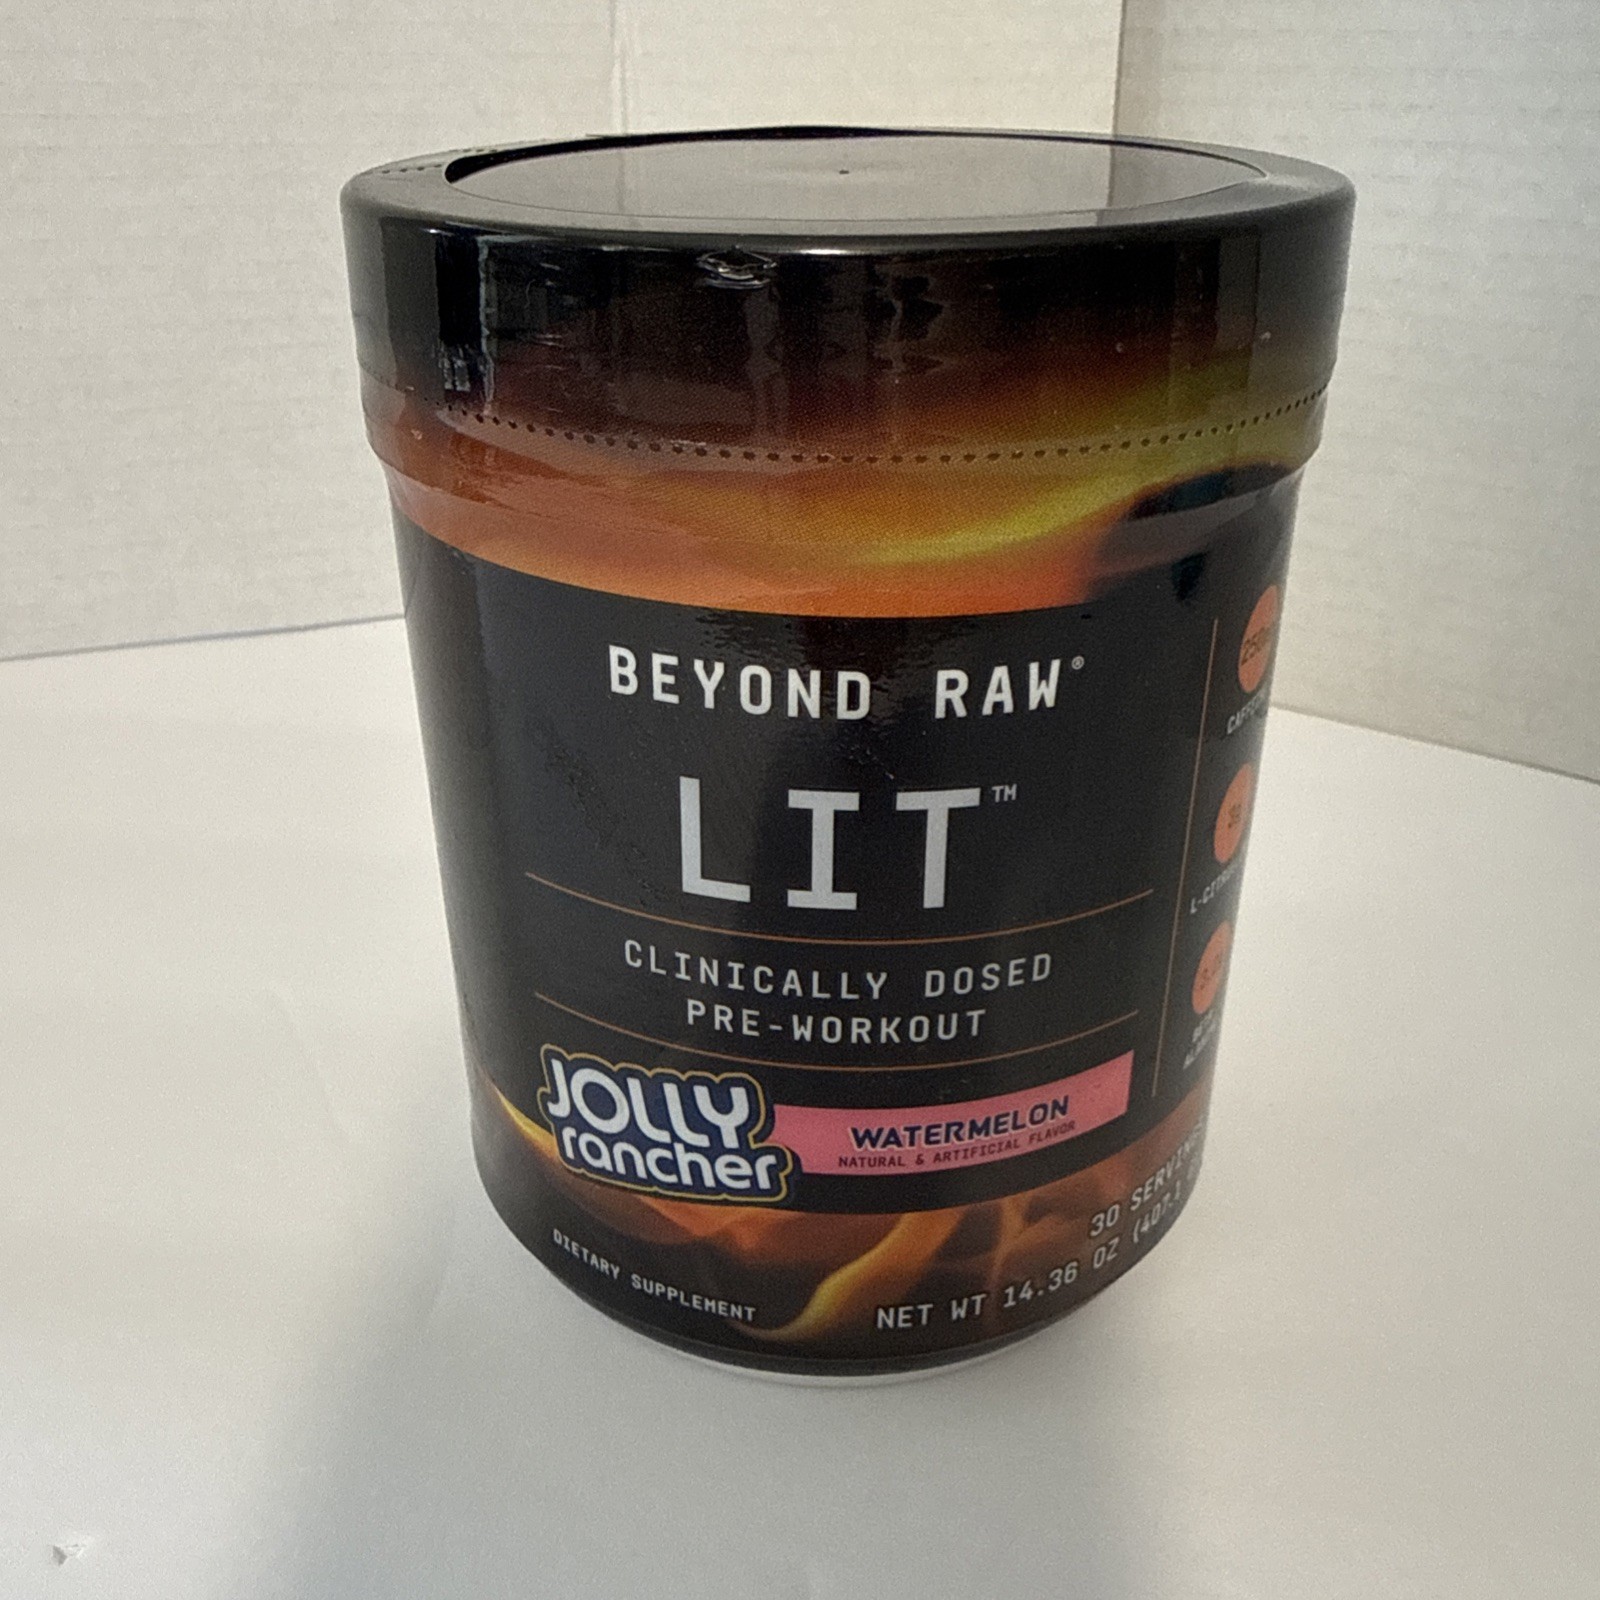 BEYOND RAW®
LIT™
CLINICALLY DOSED
PRE-WORKOUT
JOLLY
rancher
WATERMELON
NATURAL & ARTIFICIAL FLAVOR
DIETARY SUPPLEMENT
30
NET WT 14.36 OZ